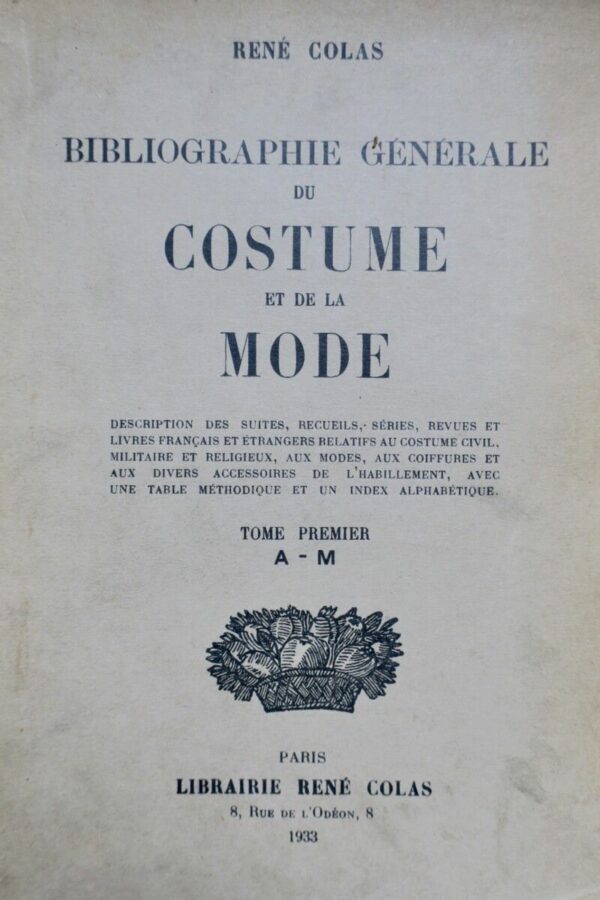 RENÉ COLAS
BIBLIOGRAPHIE GÉNÉRALE
DU
COSTUME
ET DE LA
MODE
DESCRIPTION DES SUITES, RECUEILS, SÉRIES, REVUES ET
LIVRES FRANÇAIS ET ÉTRANGERS RELATIFS AU COSTUME CIVIL,
MILITAIRE ET RELIGIEUX, AUX MODES, AUX COIFFURES ET
AUX DIVERS ACCESSOIRES DE L'HABILLEMENT, AVEC
UNE TABLE MÉTHODIQUE ET UN INDEX ALPHABÉTIQUE.
TOME PREMIER
A - M
PARIS
LIBRAIRIE RENÉ COLAS
8, RUE DE L'ODÉON, 8
1933